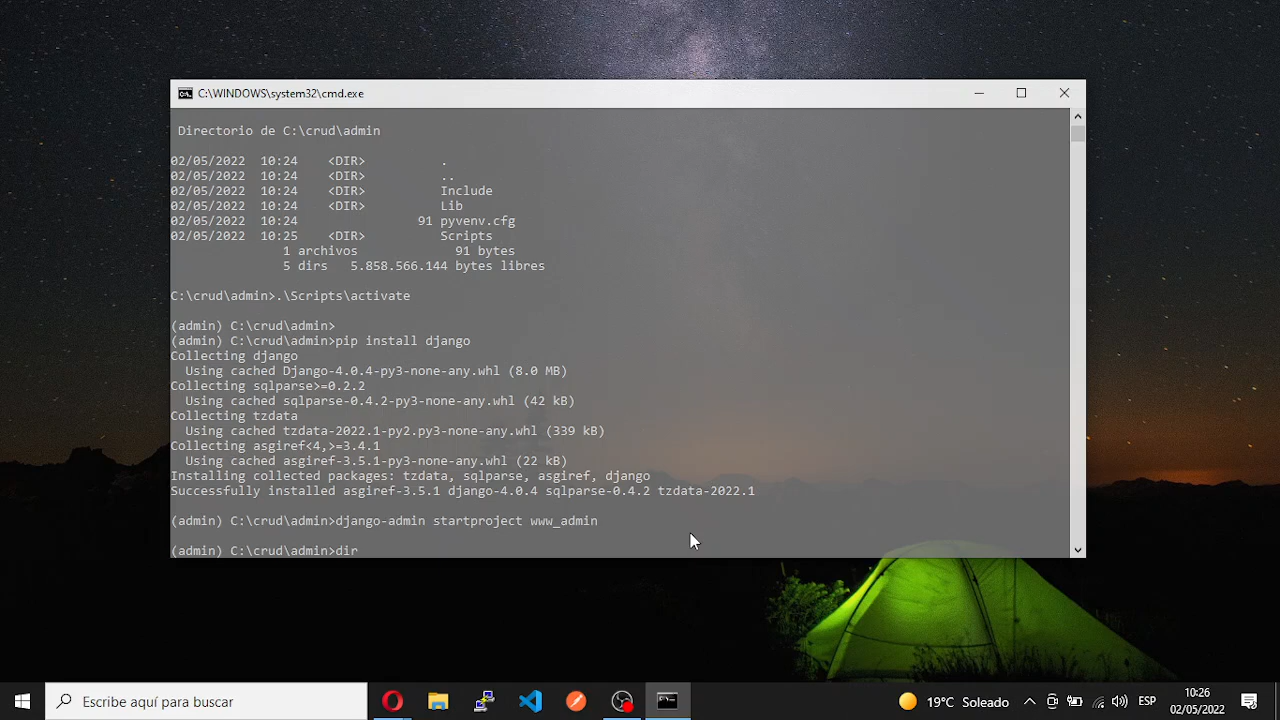 C:\WINDOWS\system32\cmd.exe
Directorio de C:\crud\admin
02/05/2022  10:24    <DIR>          .
02/05/2022  10:24    <DIR>          ..
02/05/2022  10:24    <DIR>          Include
02/05/2022  10:24    <DIR>          Lib
02/05/2022  10:24                91 pyvenv.cfg
02/05/2022  10:25    <DIR>          Scripts
1 archivos             91 bytes
5 dirs   5.858.566.144 bytes libres
C:\crud\admin>.\Scripts\activate
(admin) C:\crud\admin>
(admin) C:\crud\admin>pip install django
Collecting django
Using cached Django-4.0.4-py3-none-any.whl (8.0 MB)
Collecting sqlparse>=0.2.2
Using cached sqlparse-0.4.2-py3-none-any.whl (42 kB)
Collecting tzdata
Using cached tzdata-2022.1-py2.py3-none-any.whl (339 kB)
Collecting asgiref<4,>=3.4.1
Using cached asgiref-3.5.1-py3-none-any.whl (22 kB)
Installing collected packages: tzdata, sqlparse, asgiref, django
Successfully installed asgiref-3.5.1 django-4.0.4 sqlparse-0.4.2 tzdata-2022.1
(admin) C:\crud\admin>django-admin startproject www_admin
(admin) C:\crud\admin>dir
Escribe aquí para buscar
19°C Soleado
ESP
10:26
02/05/2022